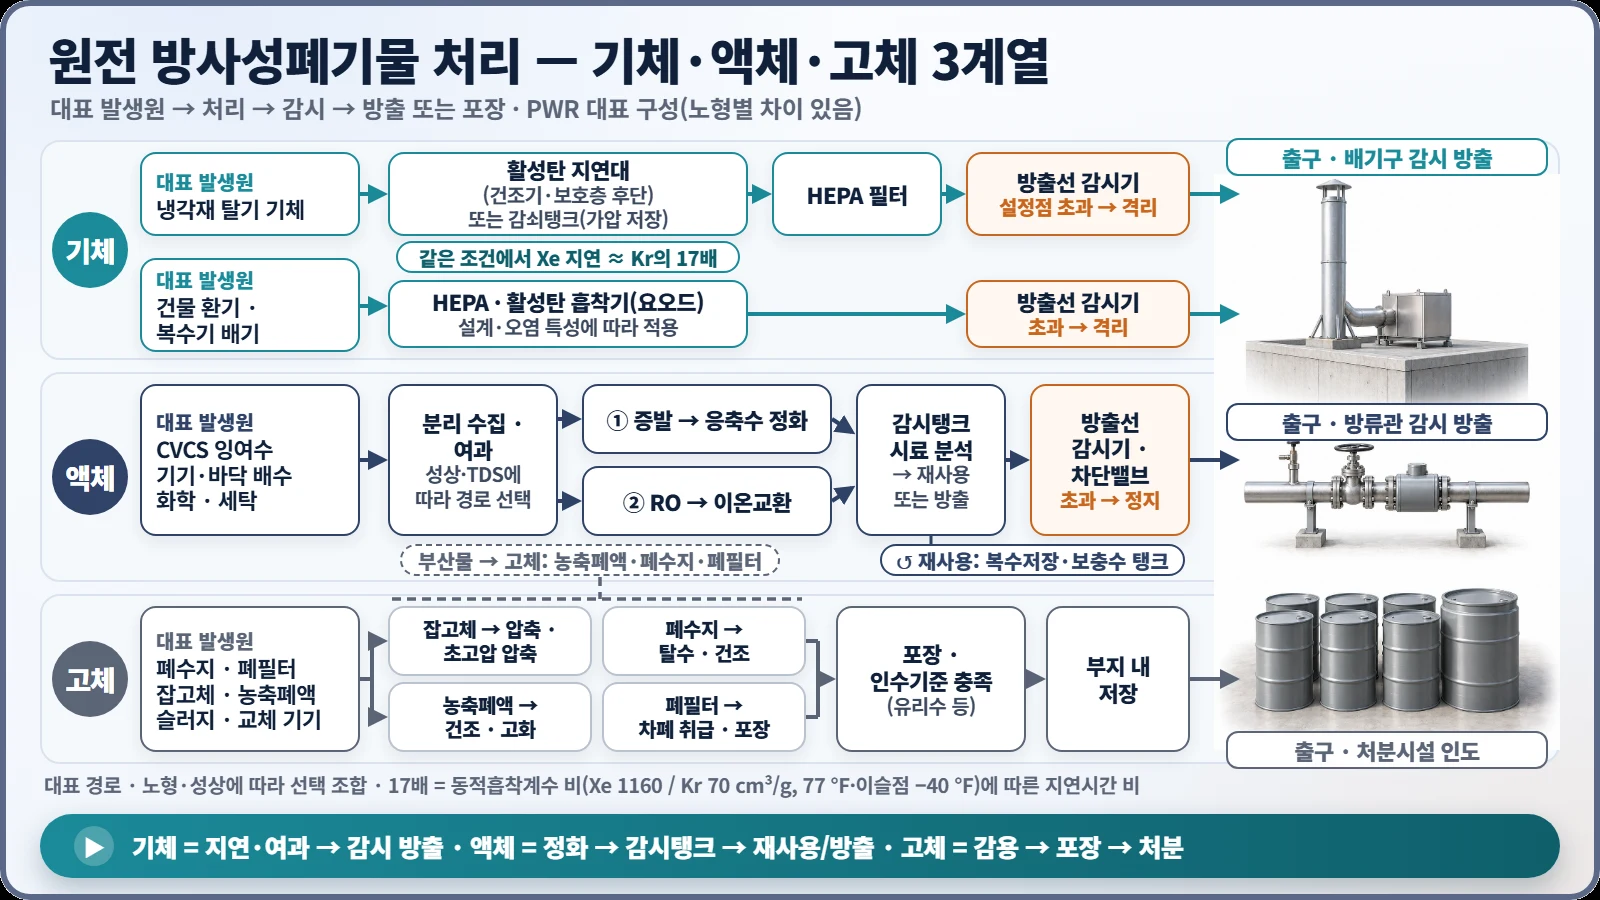 원전 방사성폐기물 처리 — 기체·액체·고체 3계열
대표 발생원 → 처리 → 감시 → 방출 또는 포장 · PWR 대표 구성(노형별 차이 있음)
기체
대표 발생원
냉각재 탈기 기체
활성탄 지연대
(건조기·보호층 후단)
또는 감쇠탱크(가압 저장)
HEPA 필터
방출선 감시기
설정점 초과 → 격리
출구 · 배기구 감시 방출
같은 조건에서 Xe 지연 ≈ Kr의 17배
대표 발생원
건물 환기 ·
복수기 배기
HEPA · 활성탄 흡착기(요오드)
설계·오염 특성에 따라 적용
방출선 감시기
초과 → 격리
액체
대표 발생원
CVCS 잉여수
기기·바닥 배수
화학 · 세탁
분리 수집 ·
여과
성상·TDS에
따라 경로 선택
① 증발 → 응축수 정화
② RO → 이온교환
감시탱크
시료 분석
→ 재사용
또는 방출
방출선
감시기 ·
차단밸브
초과 → 정지
출구 · 방류관 감시 방출
부산물 → 고체: 농축폐액·폐수지·폐필터
↺ 재사용: 복수저장·보충수 탱크
고체
대표 발생원
폐수지 · 폐필터
잡고체 · 농축폐액
슬러지 · 교체 기기
잡고체 → 압축 ·
초고압 압축
폐수지 →
탈수 · 건조
농축폐액 →
건조 · 고화
폐필터 →
차폐 취급 · 포장
포장 ·
인수기준 충족
(유리수 등)
부지 내
저장
출구 · 처분시설 인도
대표 경로 · 노형·성상에 따라 선택 조합 · 17배 = 동적흡착계수 비(Xe 1160 / Kr 70 cm³/g, 77 °F·이슬점 −40 °F)에 따른 지연시간 비
기체 = 지연·여과 → 감시 방출 · 액체 = 정화 → 감시탱크 → 재사용/방출 · 고체 = 감용 → 포장 → 처분